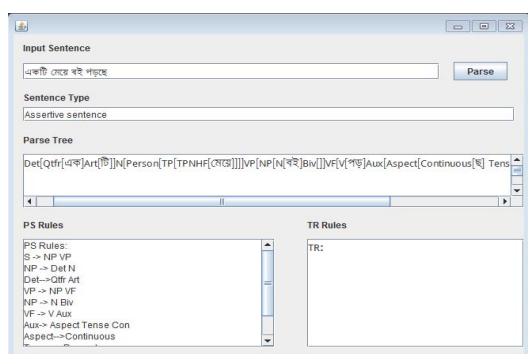 Input Sentence
একটি মেয়ে বই পড়ছে
Parse
Sentence Type
Assertive sentence
Parse Tree
Det[Qtfr[এক]Art[টি]]N[Person[TP[TPNHF[মেয়ে]]]]VP[NP[N[বই]Biv[]]VF[V[পড়]Aux[Aspect[Continuous[ছ] Tens
PS Rules
TR Rules
PS Rules:
S -> NP VP
NP -> Det N
Det-->Qtfr Art
VP -> NP VF
NP -> N Biv
VF -> V Aux
Aux-> Aspect Tense Con
Aspect-->Continuous
TR: